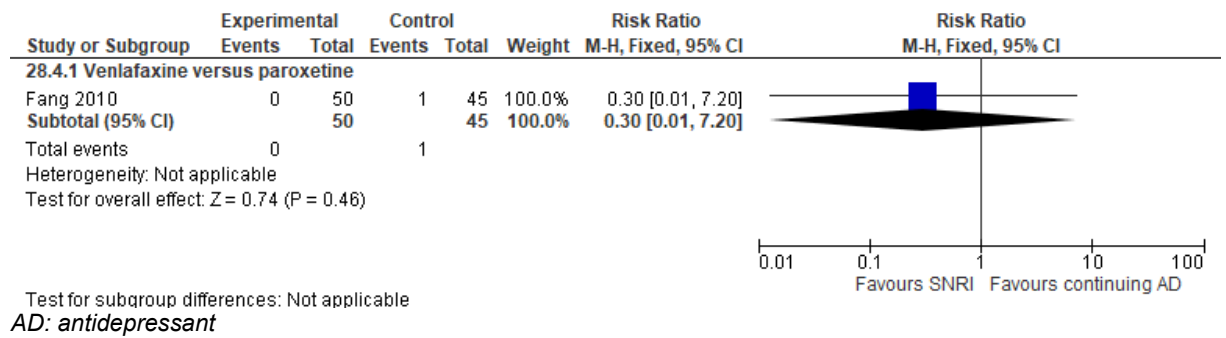 Experimental Control Risk Ratio Risk Ratio
Study or Subgroup Events Total Events Total Weight M-H, Fixed, 95% CI M-H, Fixed, 95% CI
28.4.1 Venlafaxine versus paroxetine
Fang 2010 0 50 1 45 100.0% 0.30 [0.01, 7.20]
Subtotal (95% CI) 50 45 100.0% 0.30 [0.01, 7.20]
Total events 0 1
Heterogeneity: Not applicable
Test for overall effect: Z = 0.74 (P = 0.46)
0.01 0.1 1 10 100
Favours SNRI Favours continuing AD
Test for subgroup differences: Not applicable
AD: antidepressant